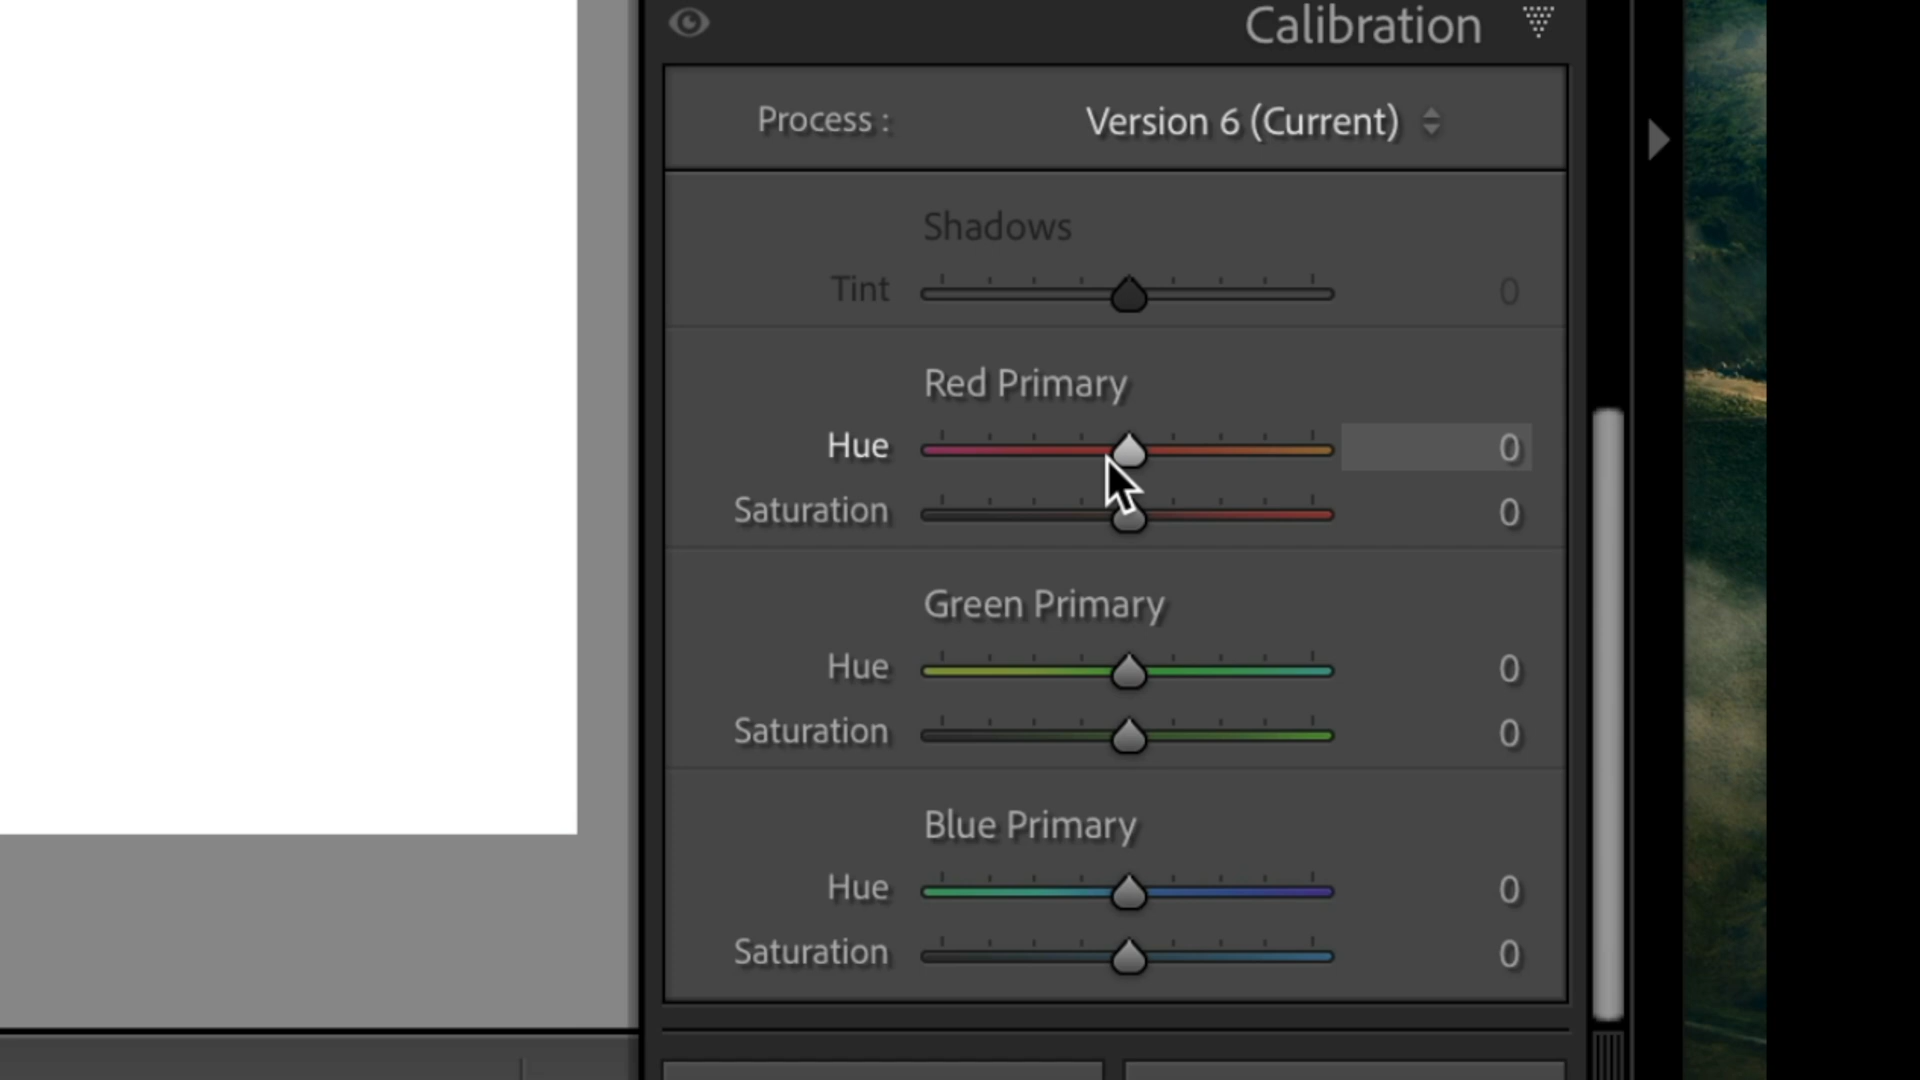 Calibration
Process : Version 6 (Current)
Shadows
Tint 0
Red Primary
Hue 0
Saturation 0
Green Primary
Hue 0
Saturation 0
Blue Primary
Hue 0
Saturation 0